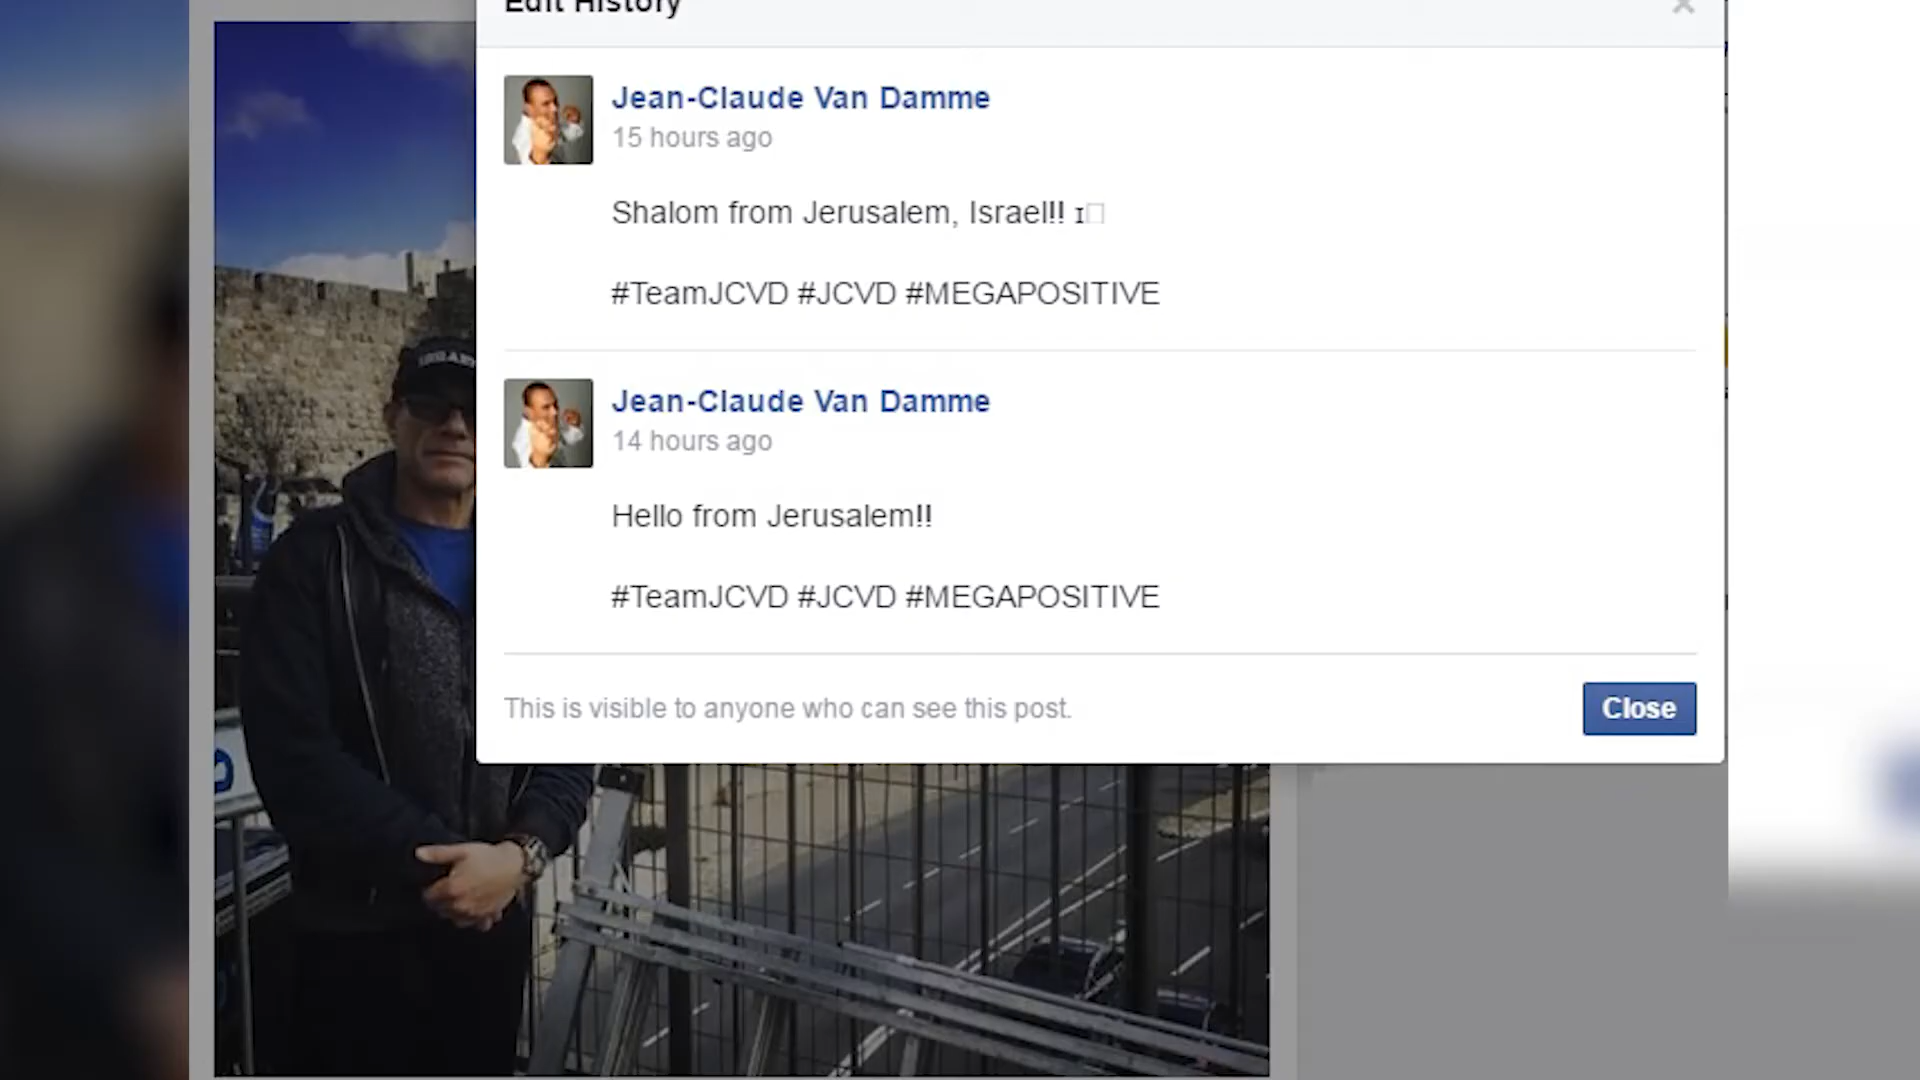 Edit History
Jean-Claude Van Damme
15 hours ago
Shalom from Jerusalem, Israel!!
#TeamJCVD #JCVD #MEGAPOSITIVE
Jean-Claude Van Damme
14 hours ago
Hello from Jerusalem!!
#TeamJCVD #JCVD #MEGAPOSITIVE
This is visible to anyone who can see this post.
Close